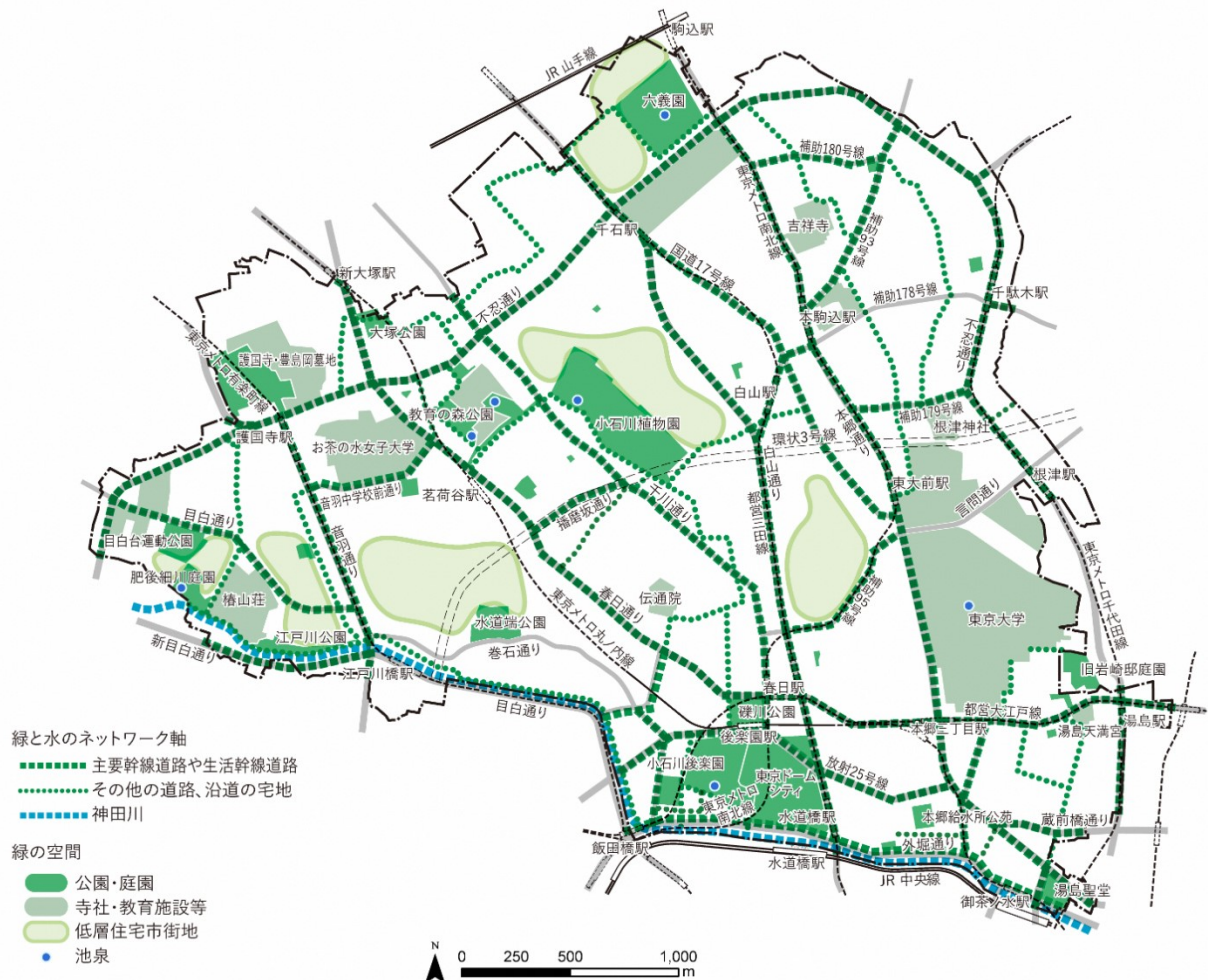 駒込駅
JR 山手線
六義園
補助180号線
東京メトロ南北線
吉祥寺
補助93号線
千石駅
国道17号線
新大塚駅
不忍通り
大塚公園
本駒込駅
補助178号線
千駄木駅
不忍通り
護国寺・豊島岡墓地
東京メトロ有楽町線
教育の森公園
小石川植物園
白山駅
本郷通り
補助179号線
根津神社
護国寺駅
お茶の水女子大学
環状3号線
白山通り
都営三田線
東大前駅
言問通り
根津駅
音羽中学校前通り
茗荷谷駅
播磨坂通り
千川通り
目白通り
目白台運動公園
音羽通り
肥後細川庭園
椿山荘
江戸川公園
新目白通り
江戸川橋駅
水道端公園
巻石通り
目白通り
春日通り
東京メトロ丸ノ内線
伝通院
補助95号線
東京大学
東京メトロ千代田線
旧岩崎邸庭園
春日駅
礫川公園
後楽園駅
都営大江戸線
本郷三丁目駅
湯島駅
湯島天満宮
小石川後楽園
東京ドーム
シティ
東京メトロ
南北線
放射25号線
水道橋駅
本郷給水所公苑
蔵前橋通り
飯田橋駅
水道橋駅
外堀通り
JR 中央線
御茶ノ水駅
湯島聖堂
緑と水のネットワーク軸
主要幹線道路や生活幹線道路
その他の道路、沿道の宅地
神田川
緑の空間
公園・庭園
寺社・教育施設等
低層住宅市街地
池泉
N
0 250 500 1,000
m